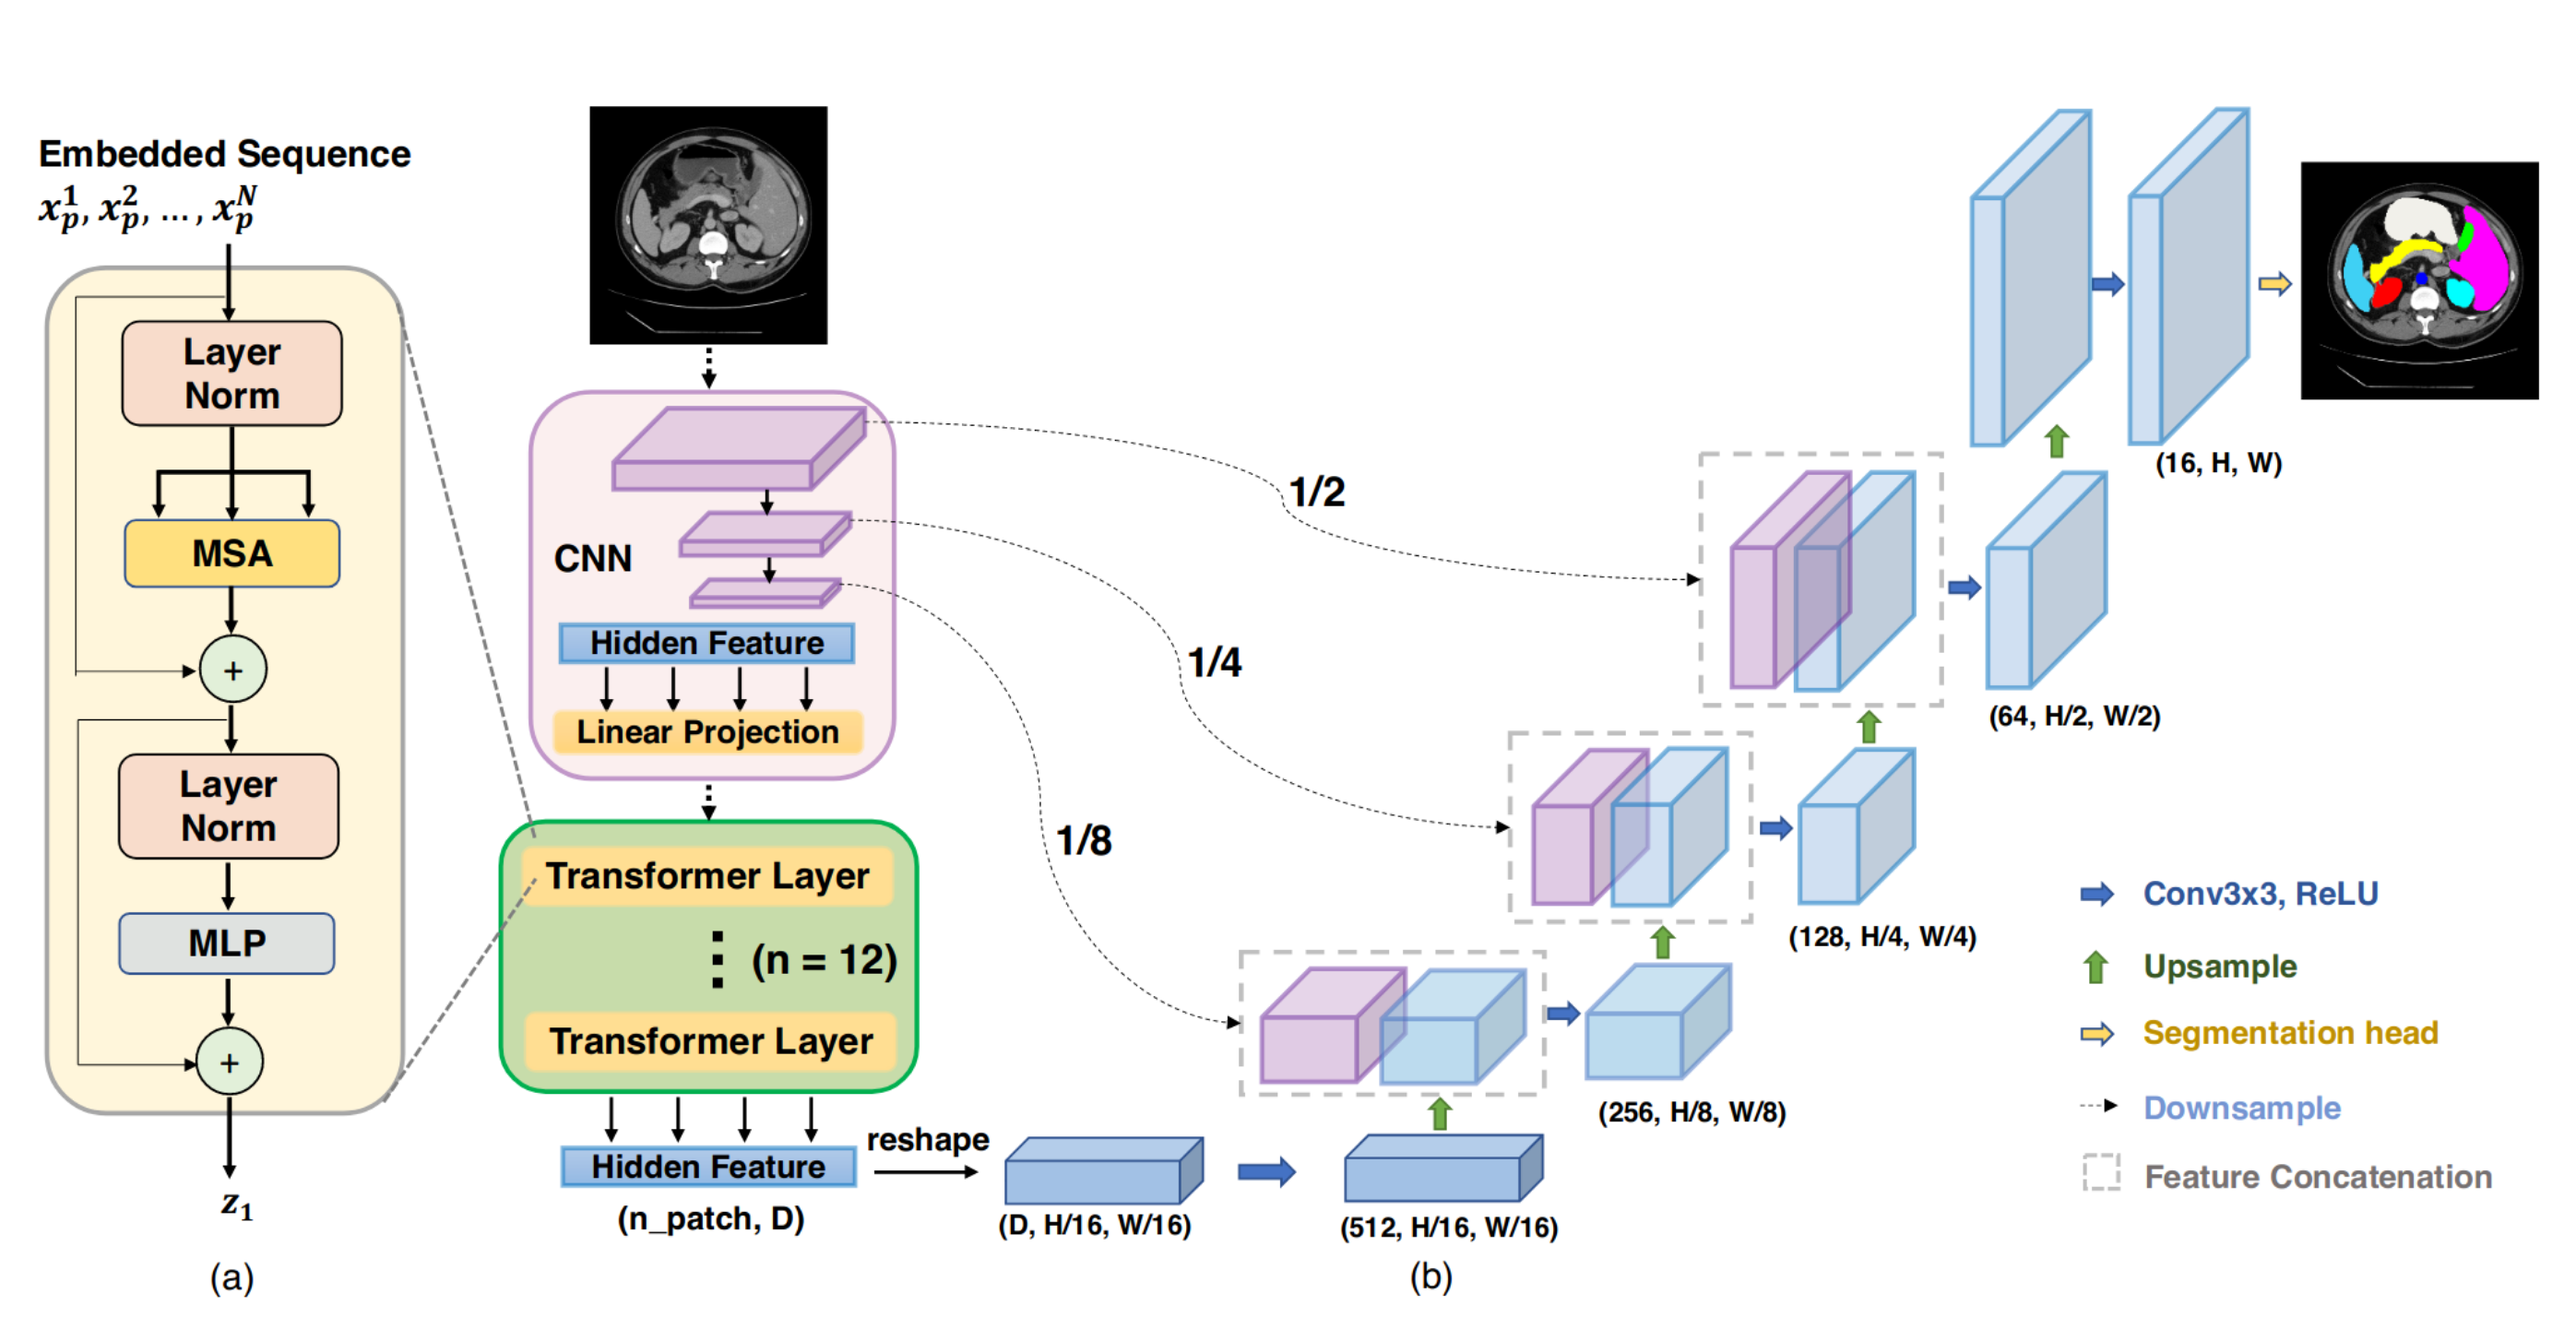 Embedded Sequence
x_p^1, x_p^2, ..., x_p^N
Layer
Norm
MSA
+
Layer
Norm
MLP
+
z_1
(a)
CNN
Hidden Feature
Linear Projection
Transformer Layer
(n = 12)
Transformer Layer
Hidden Feature
(n_patch, D)
reshape
(D, H/16, W/16)
(512, H/16, W/16)
(b)
1/2
1/4
1/8
(256, H/8, W/8)
(128, H/4, W/4)
(64, H/2, W/2)
(16, H, W)
Conv3x3, ReLU
Upsample
Segmentation head
Downsample
Feature Concatenation